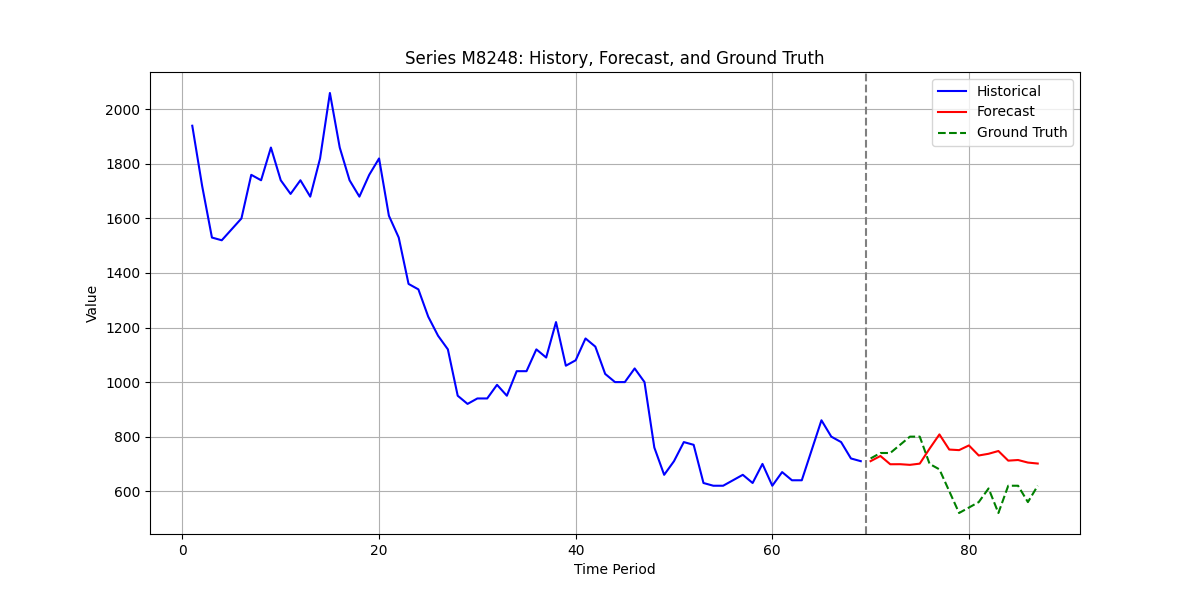 Series M8248: History, Forecast, and Ground Truth
Historical
Forecast
Ground Truth
2000
1800
1600
1400
1200
1000
800
600
Value
0 20 40 60 80
Time Period